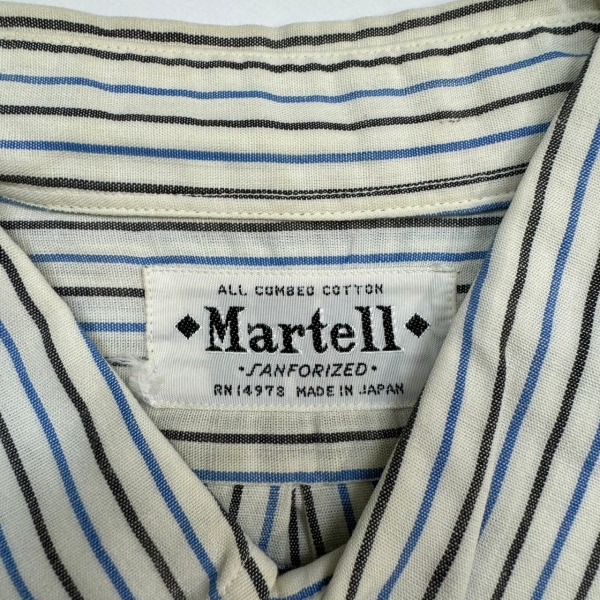 ALL COMBED COTTON
◆Martell◆
•SANFORIZED•
RN14978 MADE IN JAPAN